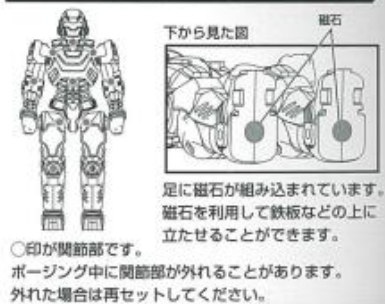 下から見た図
磁石
足に磁石が組み込まれています。
磁石を利用して鉄板などの上に
立たせることができます。
○印が関節部です。
ポージング中に関節部が外れることがあります。
外れた場合は再セットしてください。